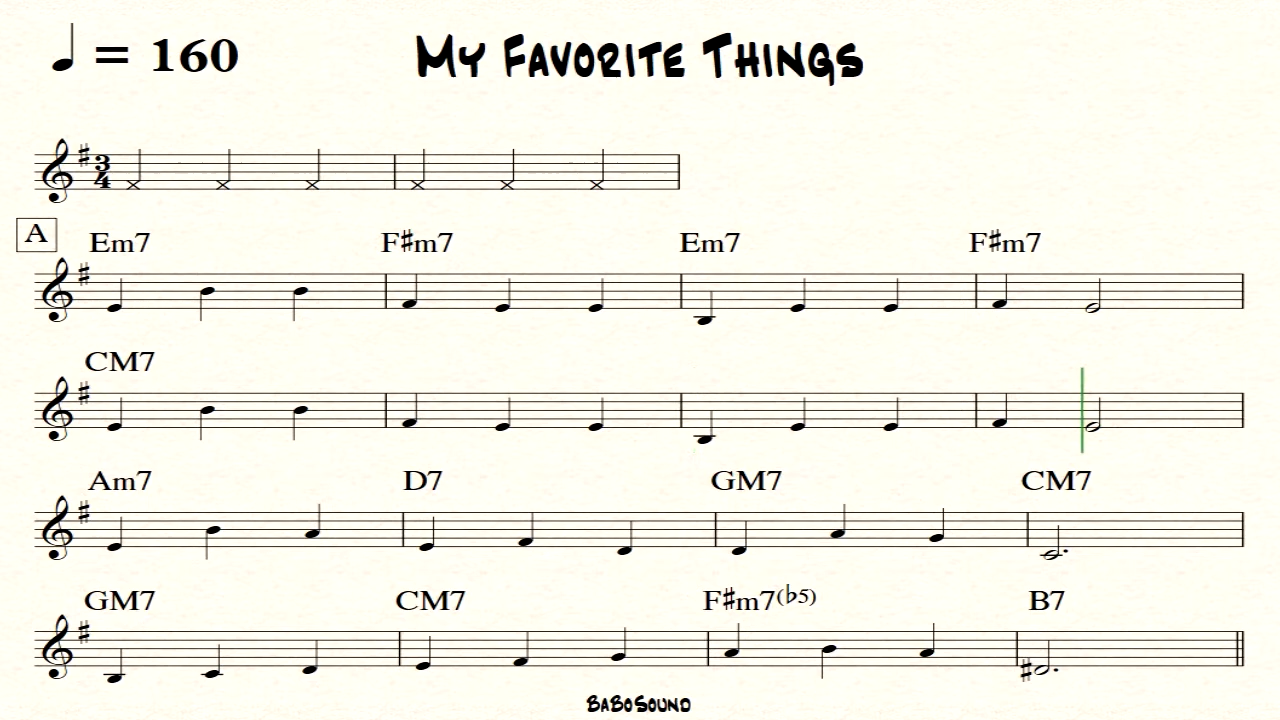 ♩ = 160 My Favorite Things
3
4
A Em7 F♯m7 Em7 F♯m7
CM7
Am7 D7 GM7 CM7
GM7 CM7 F♯m7(♭5) B7
BaBoSound